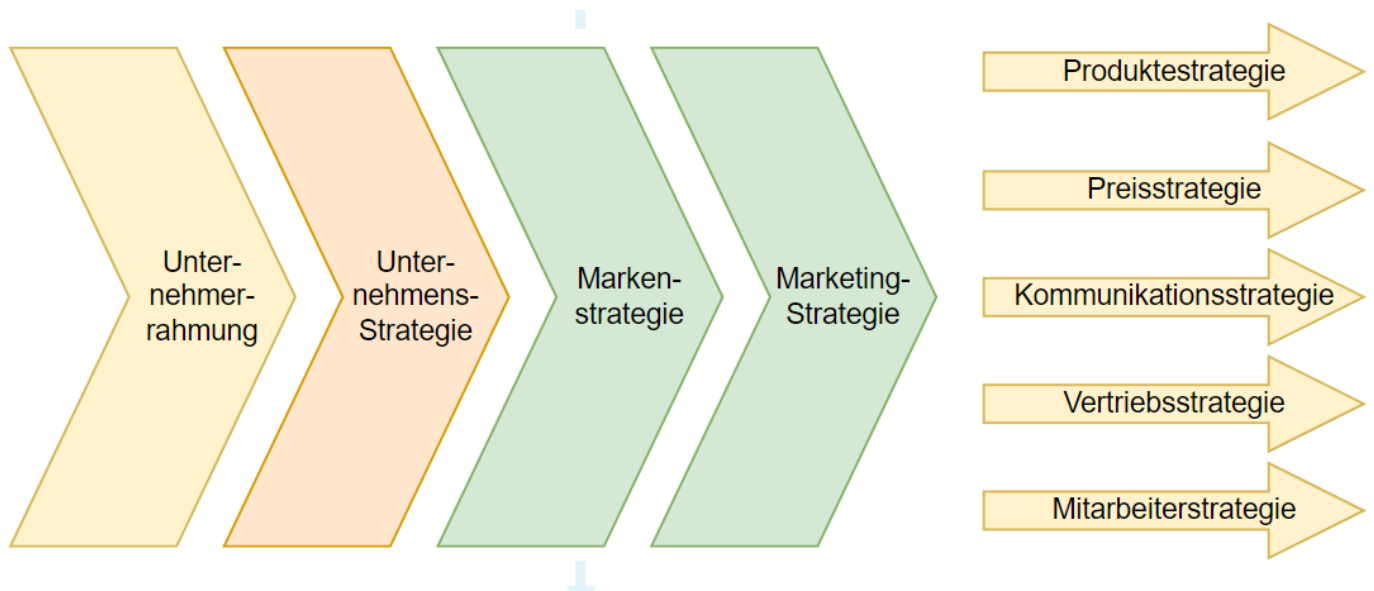 Unter-
nehmer-
rahmung
Unter-
nehmens-
Strategie
Marken-
strategie
Marketing-
Strategie
Produktestrategie
Preisstrategie
Kommunikationsstrategie
Vertriebsstrategie
Mitarbeiterstrategie